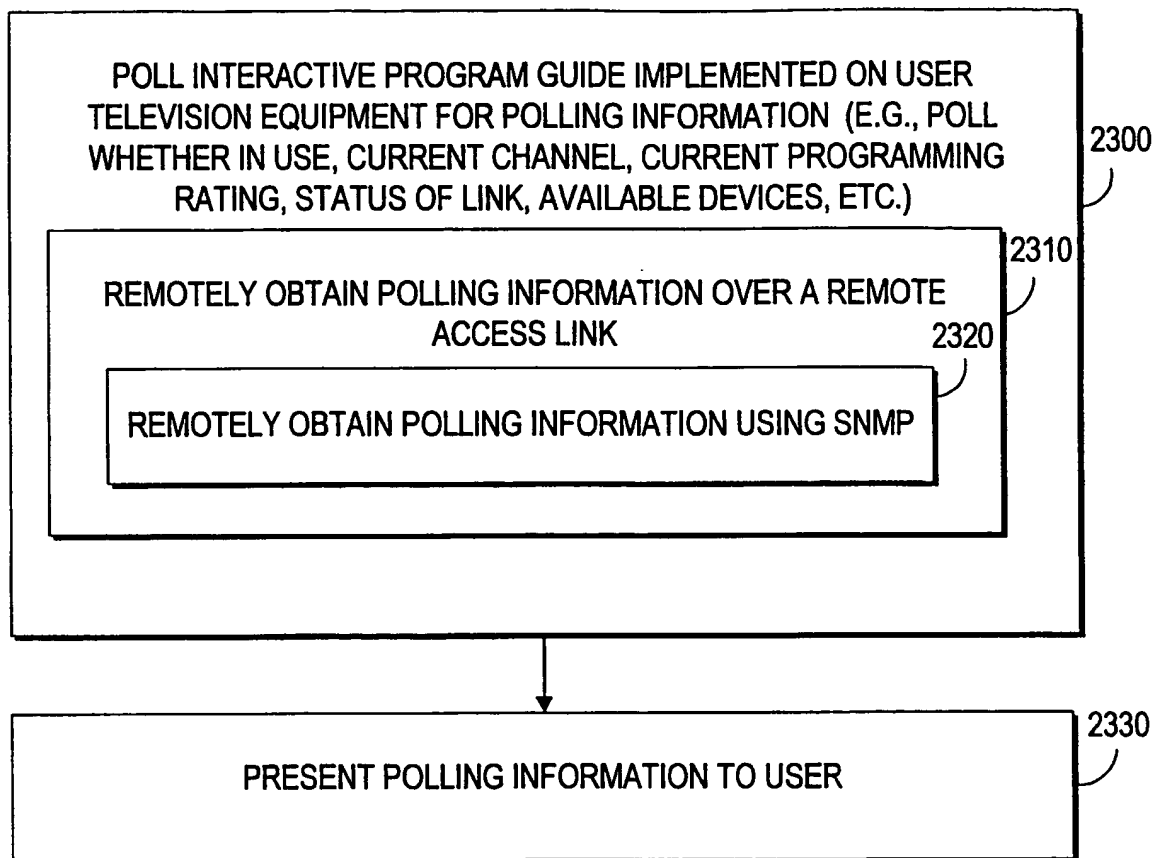 POLL INTERACTIVE PROGRAM GUIDE IMPLEMENTED ON USER
TELEVISION EQUIPMENT FOR POLLING INFORMATION (E.G., POLL
WHETHER IN USE, CURRENT CHANNEL, CURRENT PROGRAMMING
RATING, STATUS OF LINK, AVAILABLE DEVICES, ETC.)
2300
2310
REMOTELY OBTAIN POLLING INFORMATION OVER A REMOTE
ACCESS LINK
2320
REMOTELY OBTAIN POLLING INFORMATION USING SNMP
2330
PRESENT POLLING INFORMATION TO USER